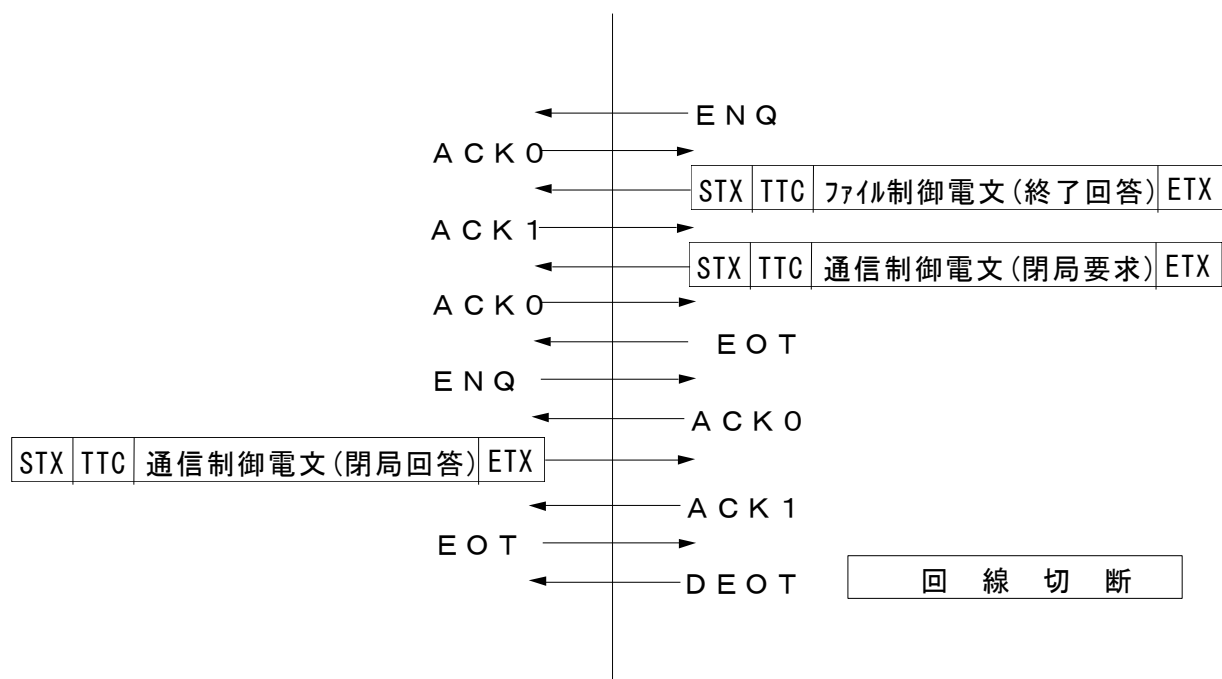 ENQ
ACK0
STX TTC ファイル制御電文(終了回答) ETX
ACK1
STX TTC 通信制御電文(閉局要求) ETX
ACK0
EOT
ENQ
ACK0
STX TTC 通信制御電文(閉局回答) ETX
ACK1
EOT
DEOT 回線切断